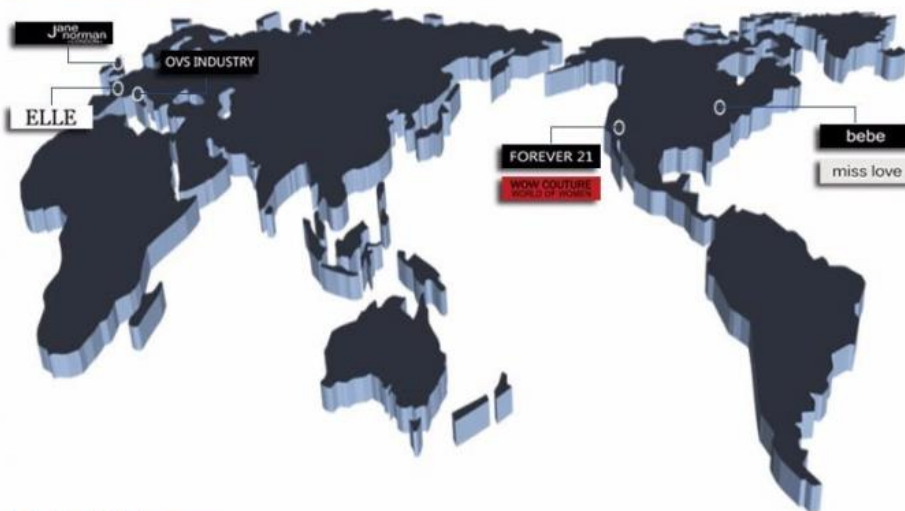 jane
norman
OVS INDUSTRY
ELLE
FOREVER 21
WOW COUTURE
WORLD OF WOMEN
bebe
miss love